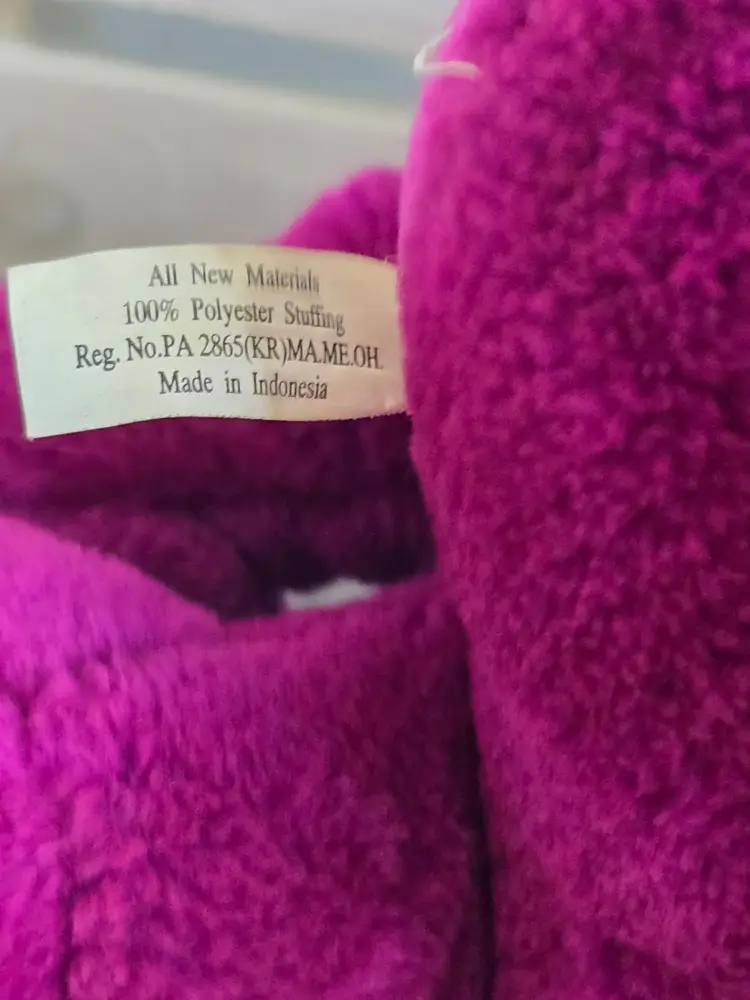 All New Materials
100% Polyester Stuffing
Reg. No.PA 2865(KR)MA.ME.OH.
Made in Indonesia